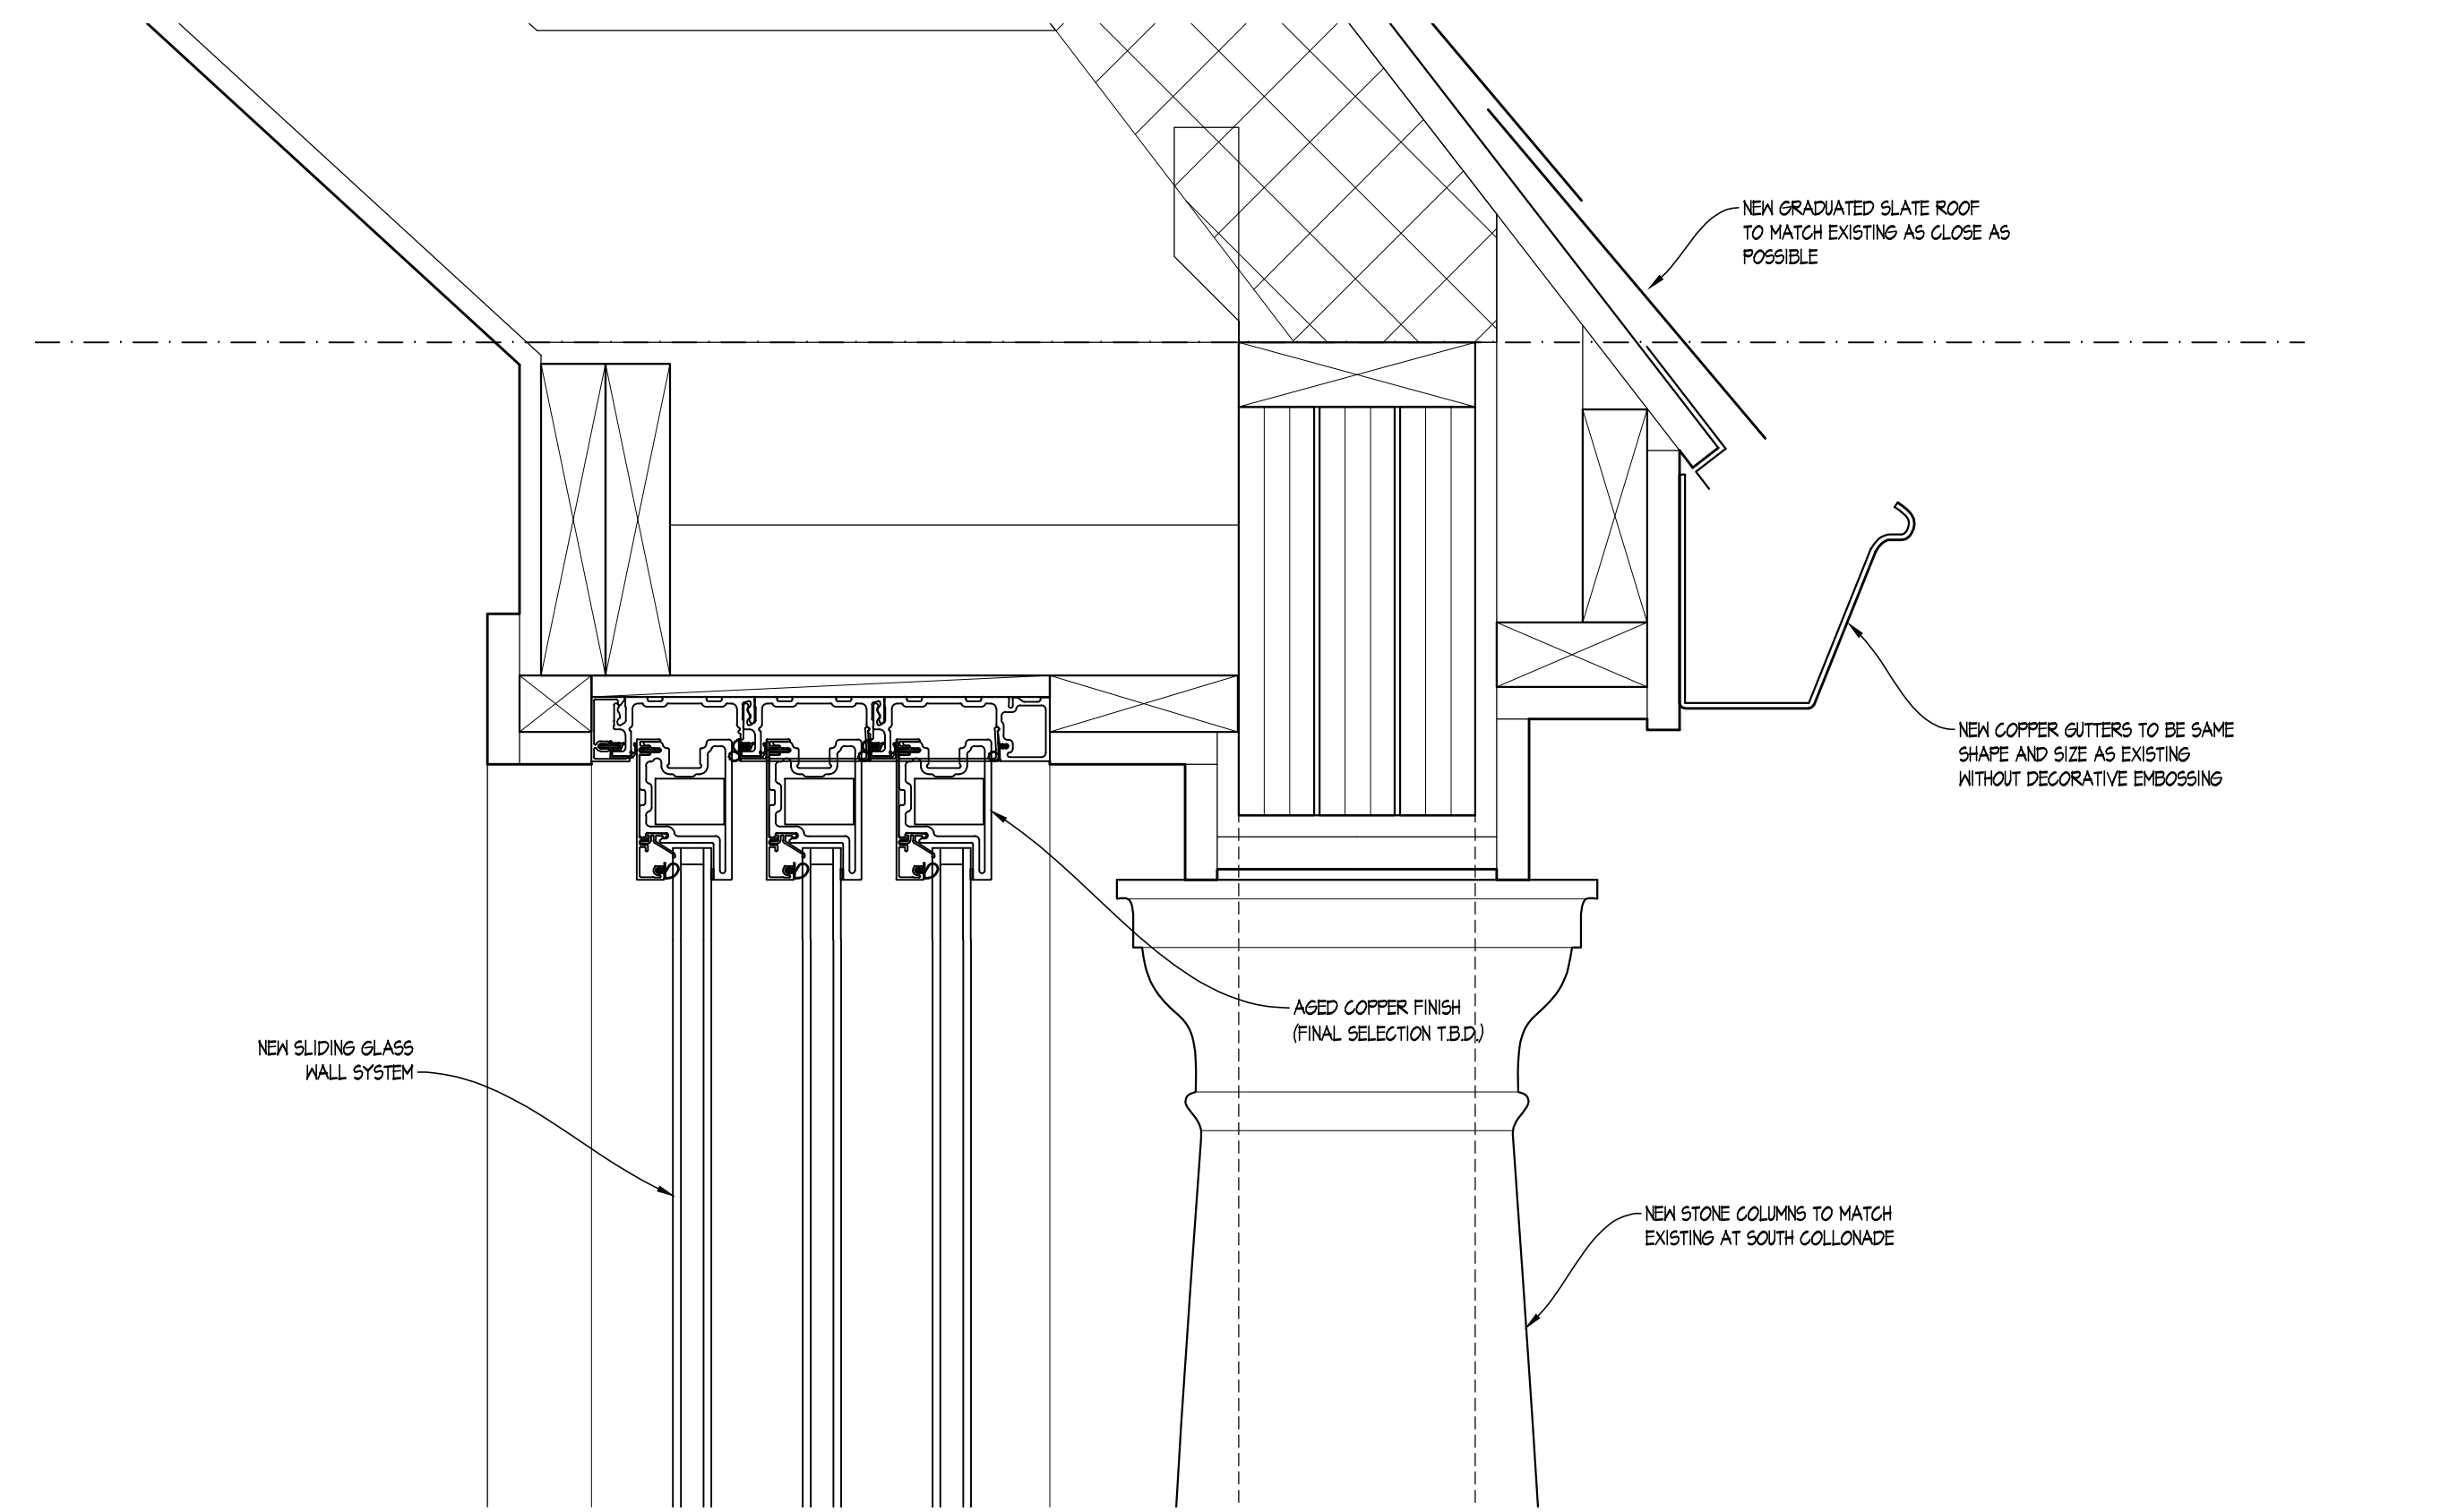 NEW GRADUATED SLATE ROOF
TO MATCH EXISTING AS CLOSE AS
POSSIBLE
NEW COPPER GUTTERS TO BE SAME
SHAPE AND SIZE AS EXISTING
WITHOUT DECORATIVE EMBOSSING
AGED COPPER FINISH
(FINAL SELECTION T.B.D.)
NEW SLIDING GLASS
WALL SYSTEM
NEW STONE COLUMNS TO MATCH
EXISTING AT SOUTH COLLONADE